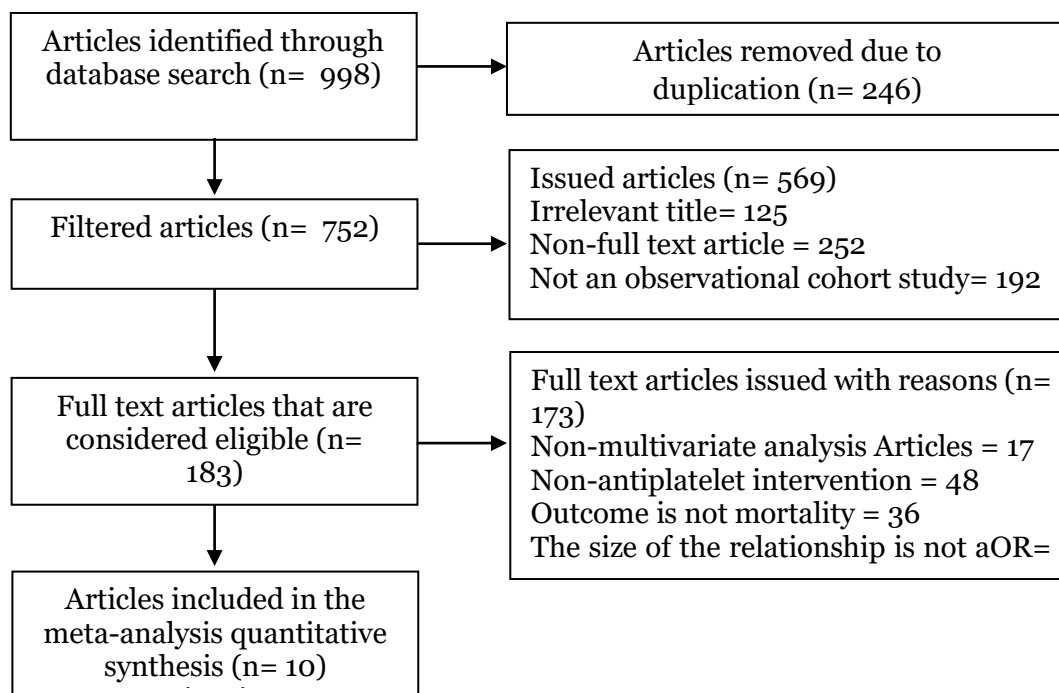 Articles identified through
database search (n=  998)
Articles removed due to
duplication (n= 246)
Filtered articles (n=  752)
Issued articles (n= 569)
Irrelevant title= 125
Non-full text article = 252
Not an observational cohort study= 192
Full text articles that are
considered eligible (n=
183)
Full text articles issued with reasons (n=
173)
Non-multivariate analysis Articles = 17
Non-antiplatelet intervention = 48
Outcome is not mortality = 36
The size of the relationship is not aOR=
Articles included in the
meta-analysis quantitative
synthesis (n= 10)